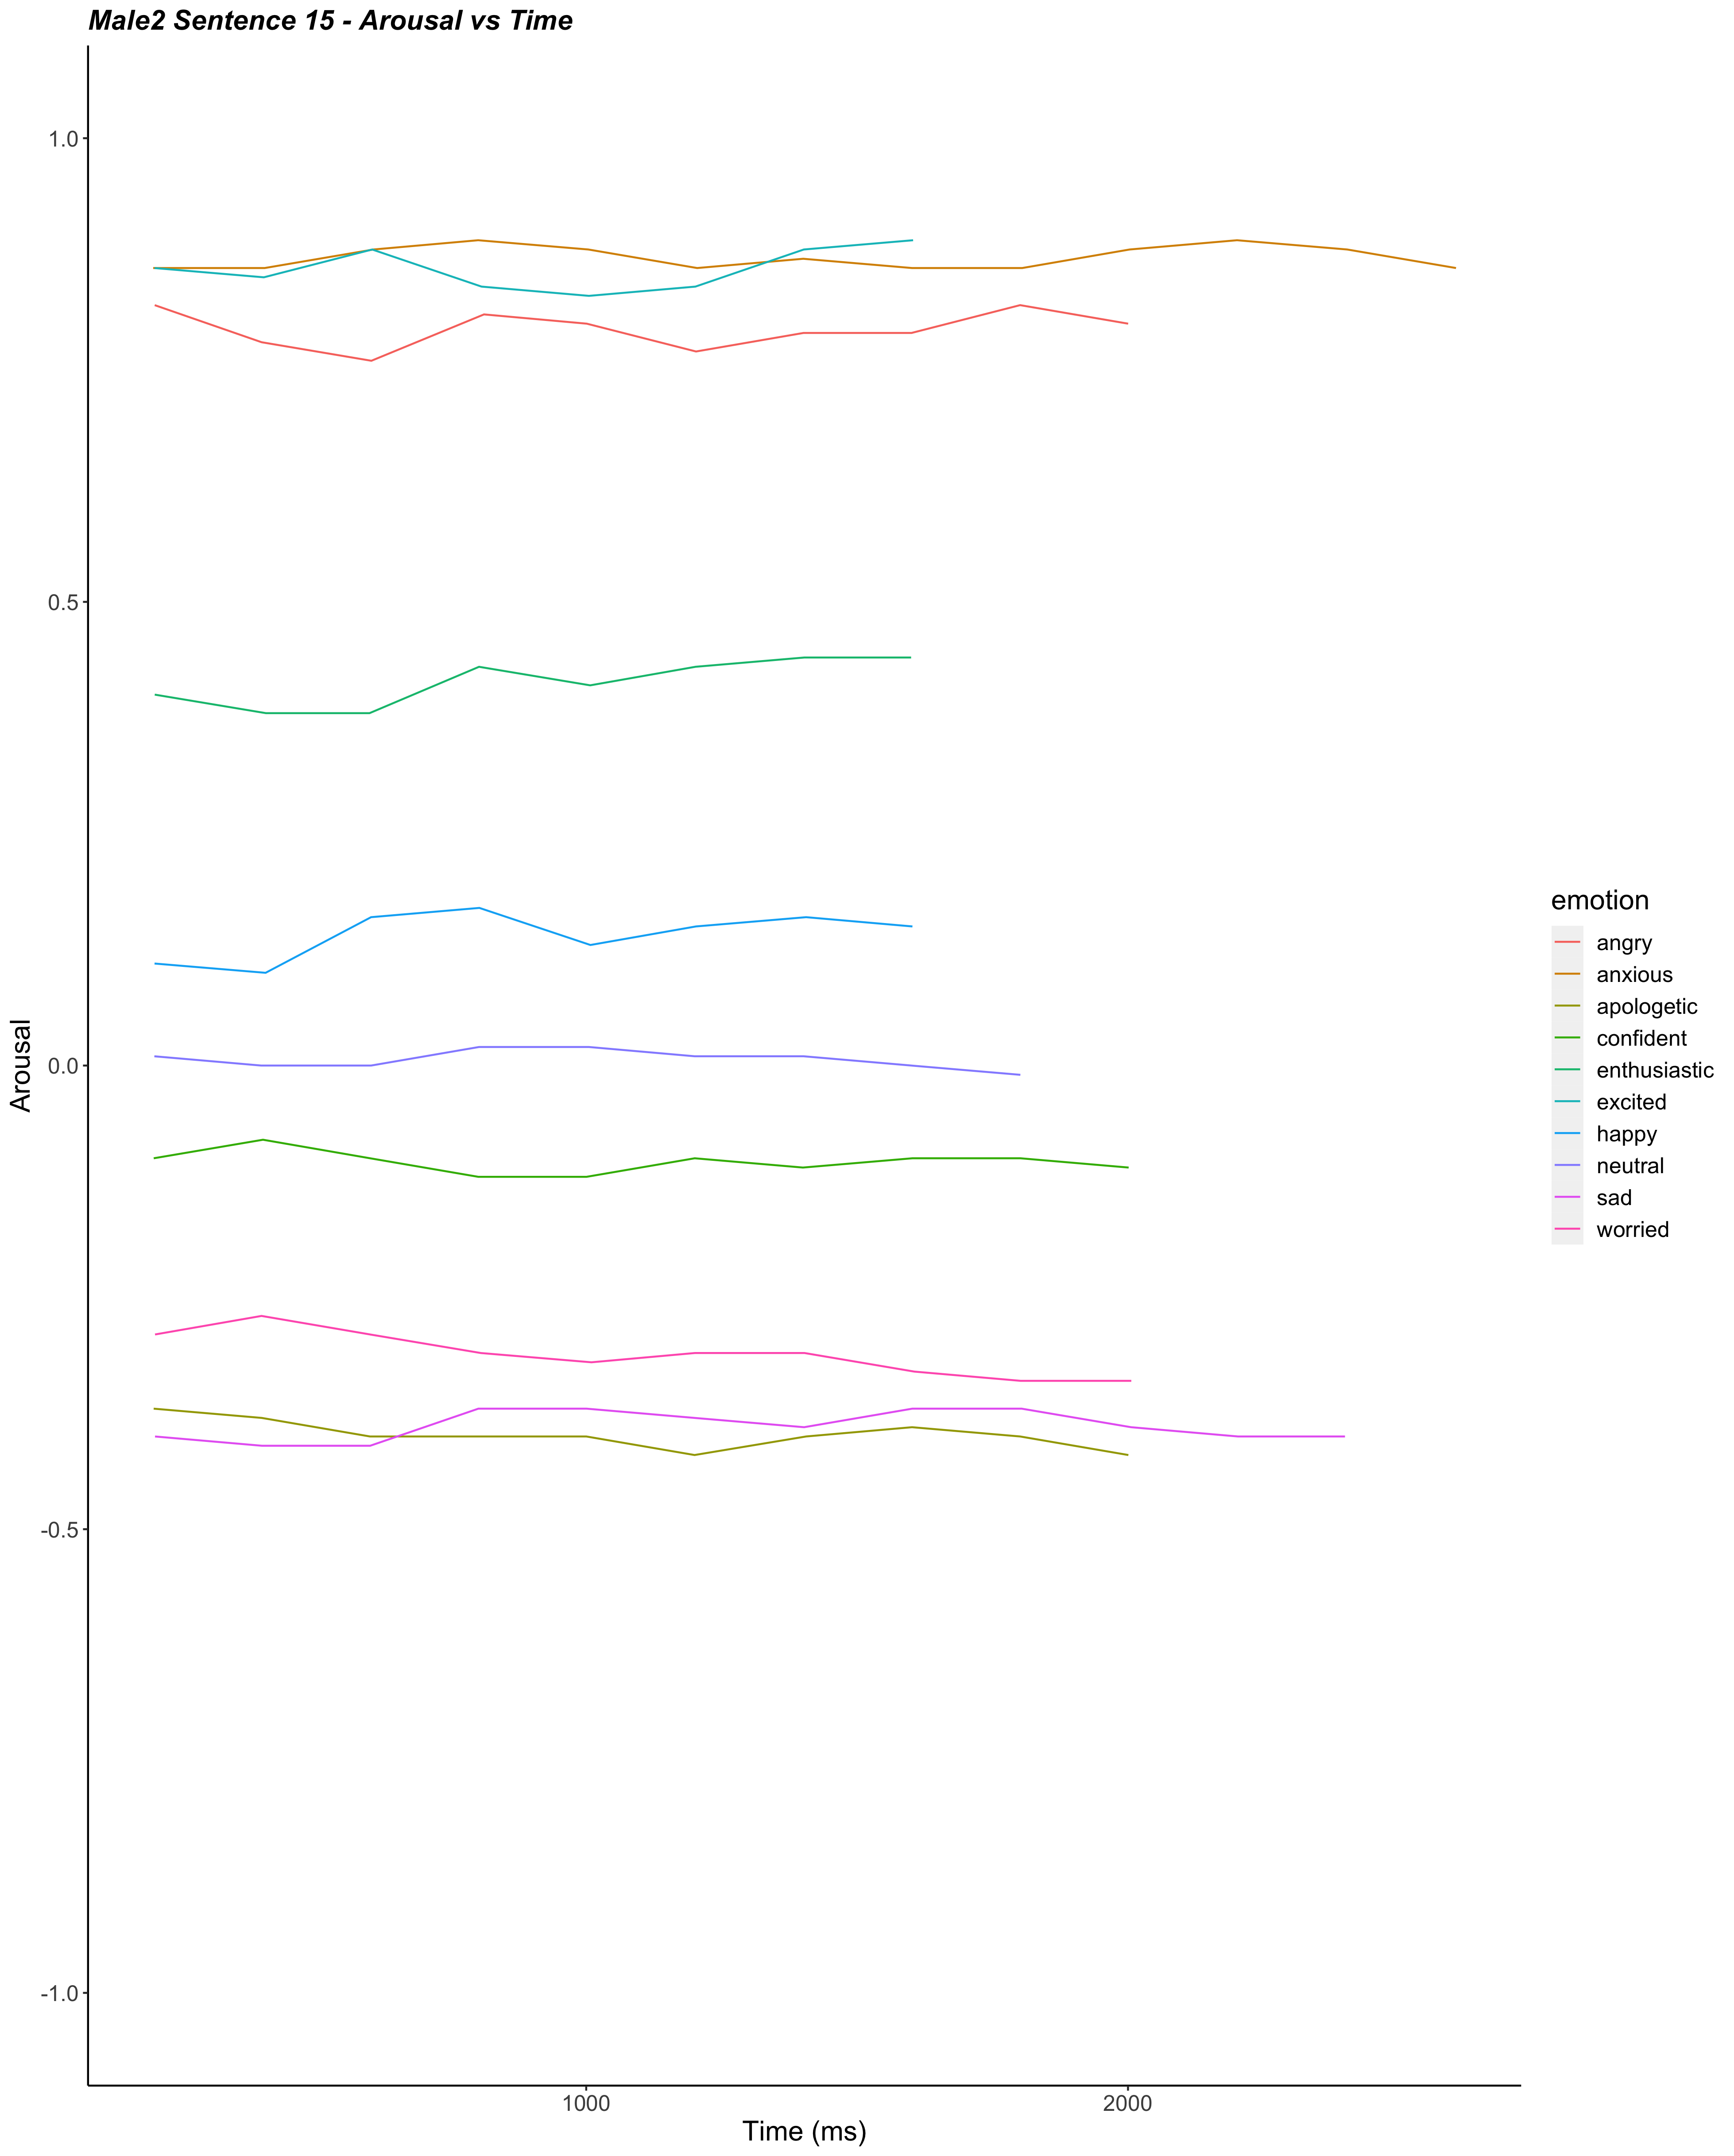 Male2 Sentence 15 - Arousal vs Time
1.0
0.5
0.0
-0.5
-1.0
Arousal
1000
2000
Time (ms)
emotion
angry
anxious
apologetic
confident
enthusiastic
excited
happy
neutral
sad
worried